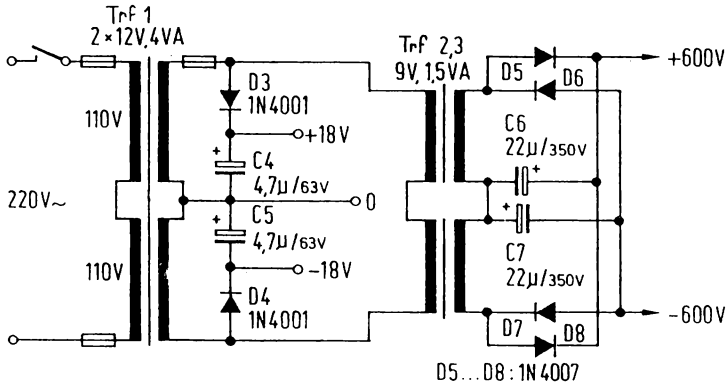 Trf 1
2×12V,4VA
110V
220V~
110V
D3
1N4001
+18V
+
C4
4,7µ/63V
0
+
C5
4,7µ/63V
-18V
D4
1N4001
Trf 2,3
9V, 1,5VA
D5
D6
+600V
C6
22µ/350V
+
+
C7
22µ/350V
-600V
D7
D8
D5...D8: 1N4007